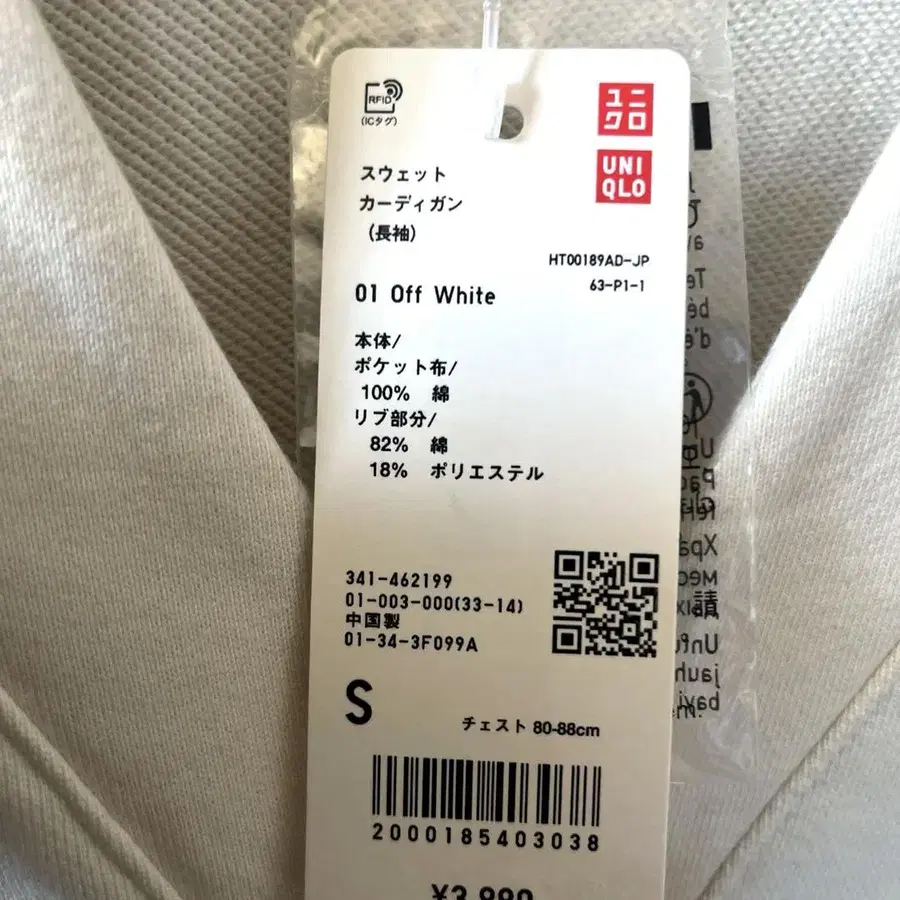 RFID
(ICタグ)
ユニ
クロ
UNI
QLO
スウェット
カーディガン
(長袖)
HT00189AD-JP
63-P1-1
01 Off White
本体/
ポケット布/
100% 綿
リブ部分/
82% 綿
18% ポリエステル
341-462199
01-003-000(33-14)
中国製
01-34-3F099A
S
チェスト 80-88cm
2000185403038